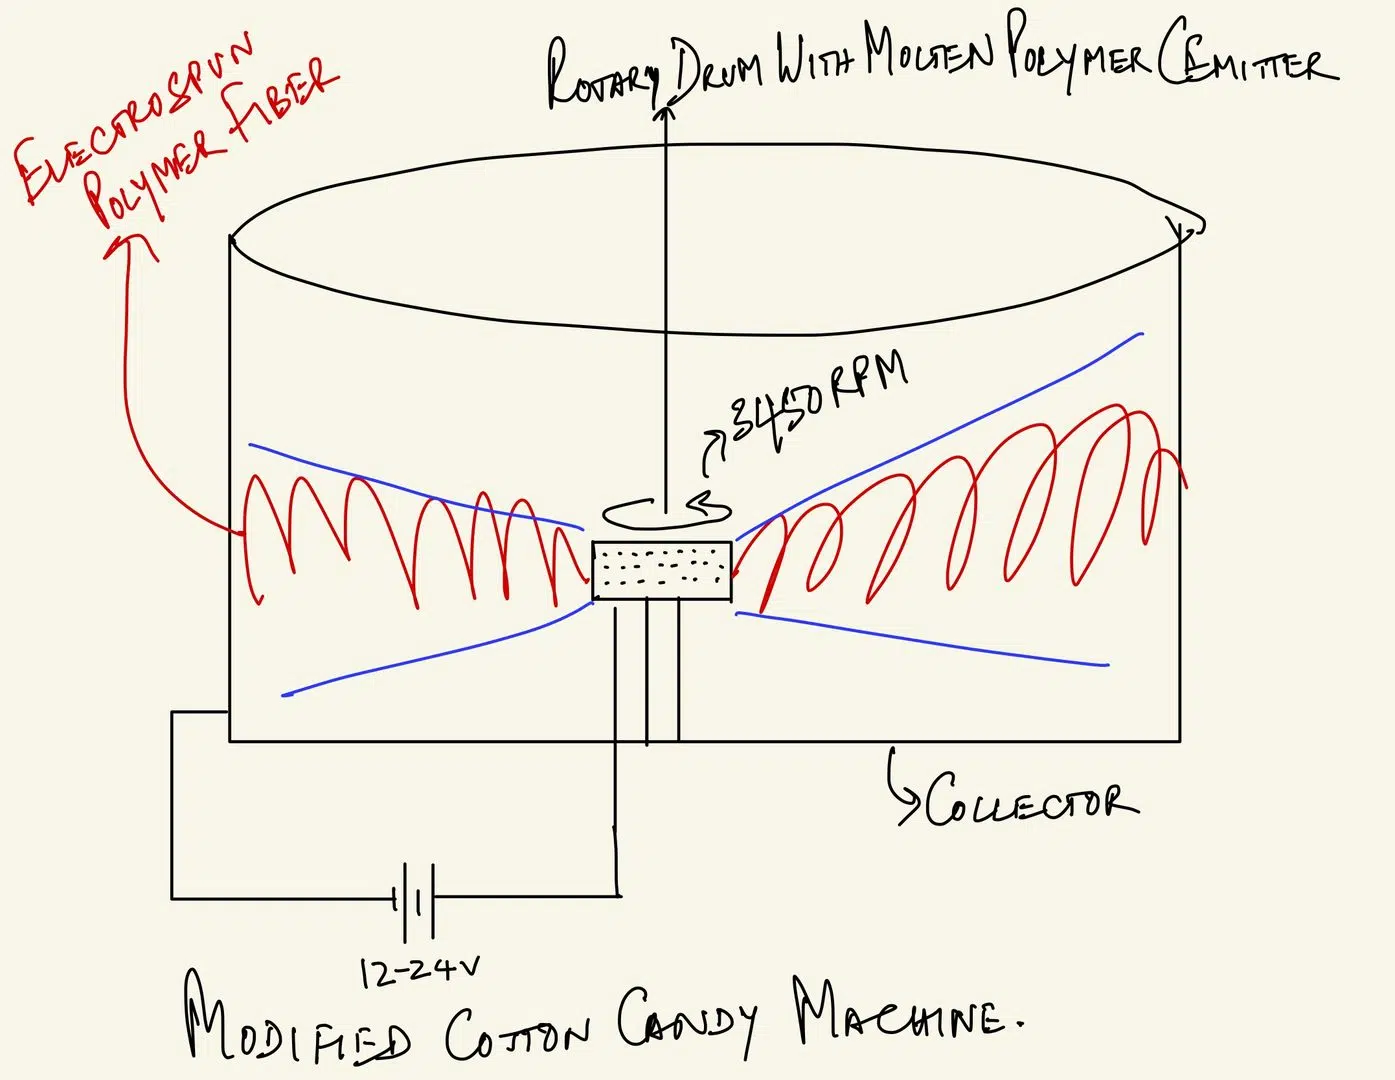 ROTARY DRUM WITH MOLTEN POLYMER (EMITTER
ELECTROSPUN
POLYMER FIBER
3450 RPM
COLLECTOR
12-24V
MODIFIED COTTON CANDY MACHINE.